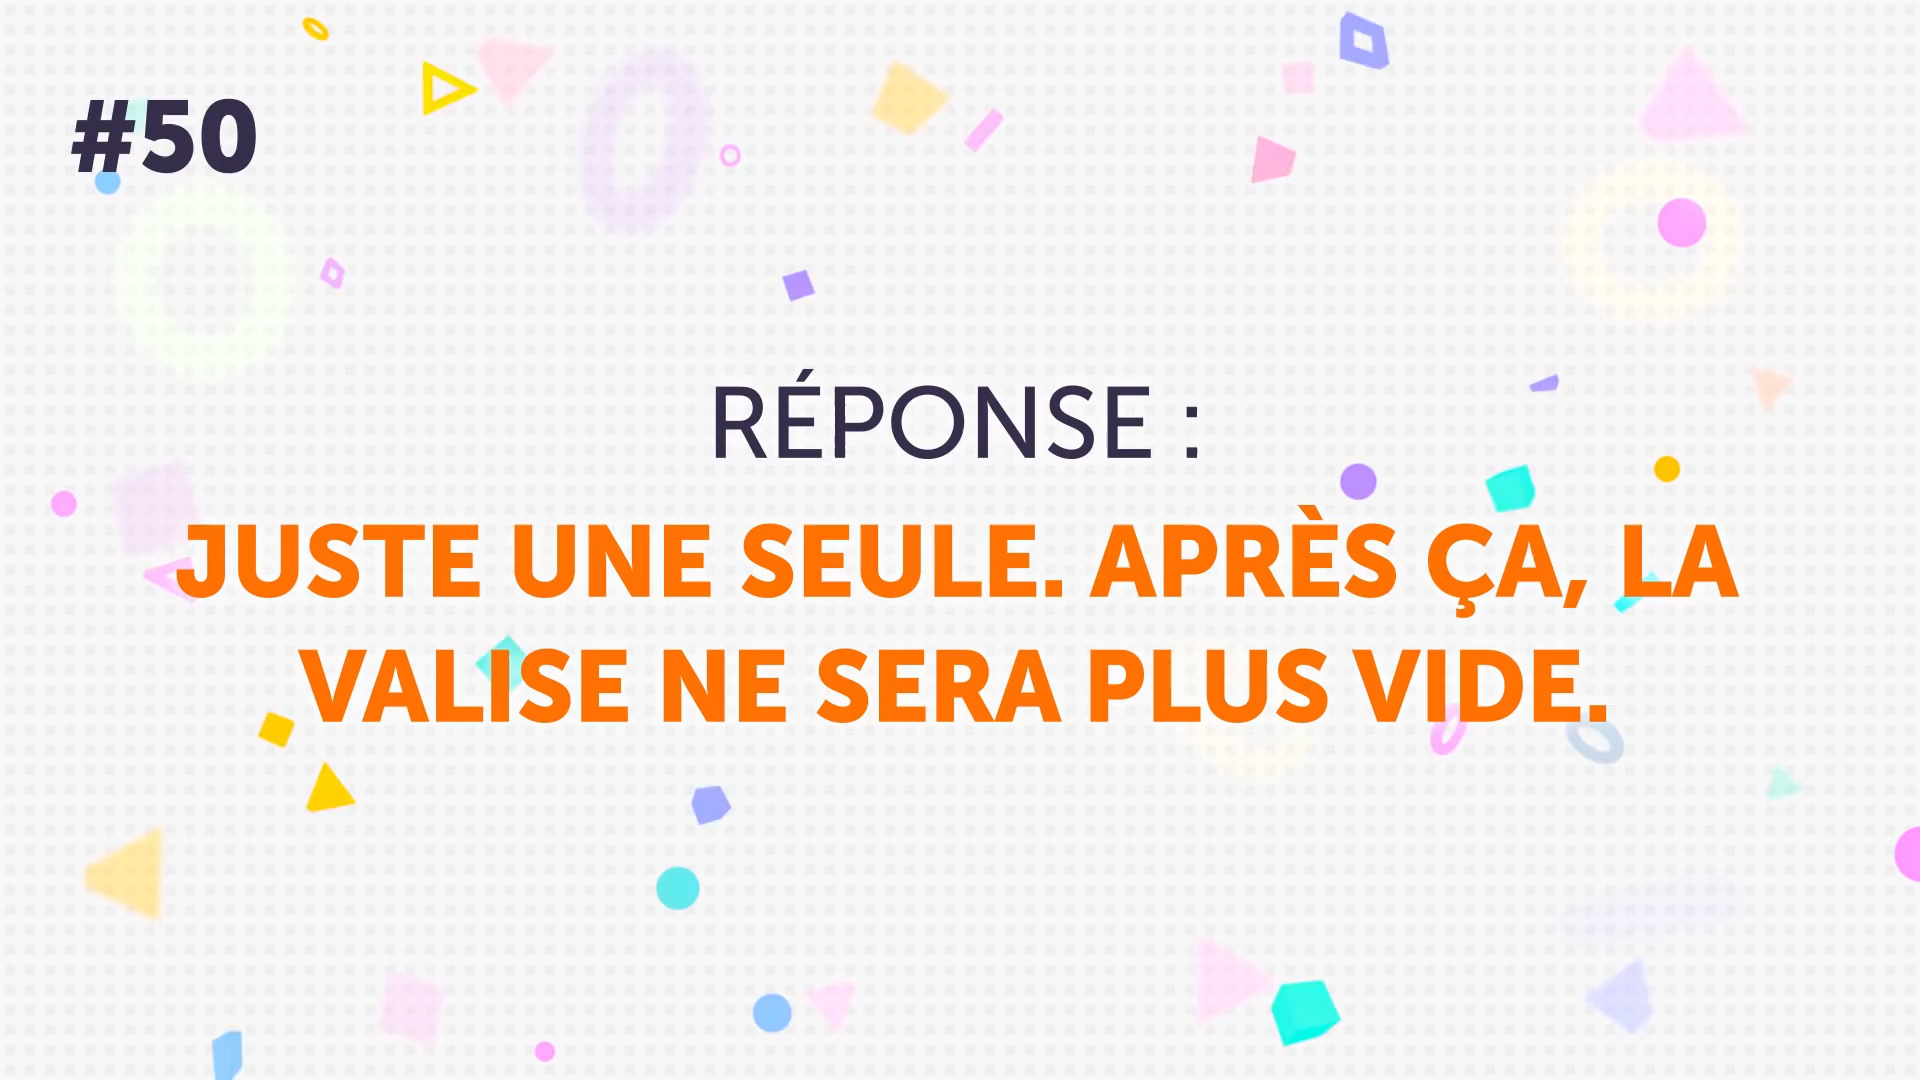 #50
RÉPONSE :
JUSTE UNE SEULE. APRÈS ÇA, LA
VALISE NE SERA PLUS VIDE.